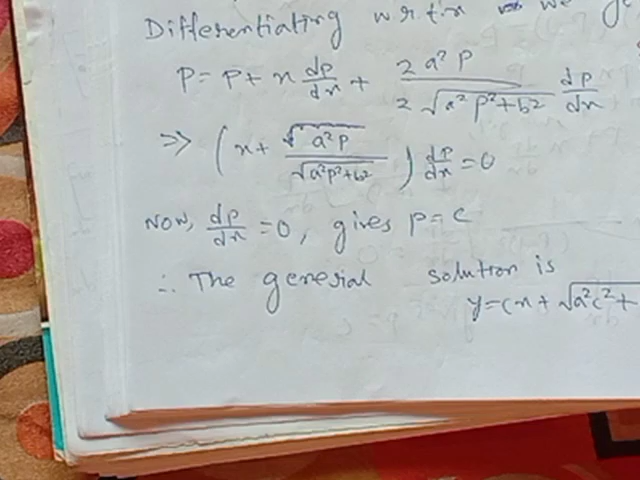 Differentiating w.r.t.x we
P = P + x dp/dx + 2a²p / 2√a²p²+b² dp/dx
=> (x + √a²p / √a²p²+b²) dp/dx = 0
Now, dp/dx = 0, gives p = c
∴ The general solution is
y = cx + √a²c²+